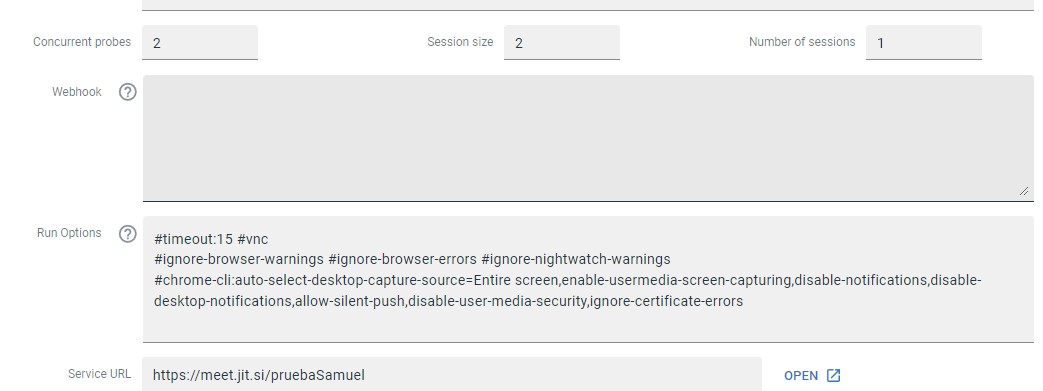 Concurrent probes 2 Session size 2 Number of sessions 1
Webhook ?
Run Options ? #timeout:15 #vnc
#ignore-browser-warnings #ignore-browser-errors #ignore-nightwatch-warnings
#chrome-cli:auto-select-desktop-capture-source=Entire screen,enable-usermedia-screen-capturing,disable-notifications,disable-
desktop-notifications,allow-silent-push,disable-user-media-security,ignore-certificate-errors
Service URL https://meet.jit.si/pruebaSamuel OPEN